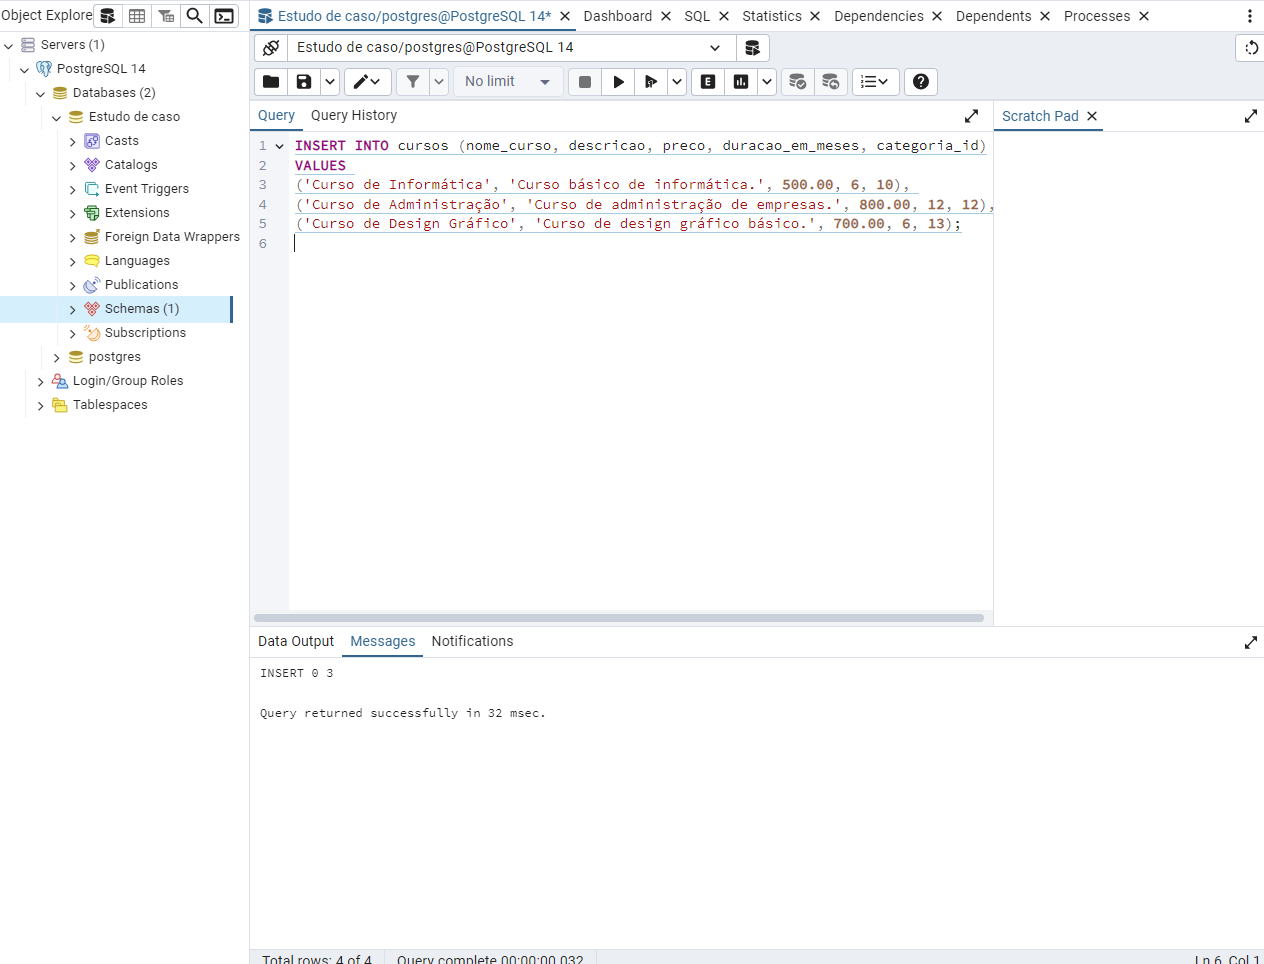 Object Explore
Estudo de caso/postgres@PostgreSQL 14*
Dashboard
SQL
Statistics
Dependencies
Dependents
Processes
Servers (1)
PostgreSQL 14
Databases (2)
Estudo de caso
Casts
Catalogs
Event Triggers
Extensions
Foreign Data Wrappers
Languages
Publications
Schemas (1)
Subscriptions
postgres
Login/Group Roles
Tablespaces
Estudo de caso/postgres@PostgreSQL 14
No limit
E
Query
Query History
Scratch Pad
1 INSERT INTO cursos (nome_curso, descricao, preco, duracao_em_meses, categoria_id)
2 VALUES
3 ('Curso de Informática', 'Curso básico de informática.', 500.00, 6, 10),
4 ('Curso de Administração', 'Curso de administração de empresas.', 800.00, 12, 12),
5 ('Curso de Design Gráfico', 'Curso de design gráfico básico.', 700.00, 6, 13);
6
Data Output
Messages
Notifications
INSERT 0 3
Query returned successfully in 32 msec.
Total rows: 4 of 4
Query complete 00:00:00.032
Ln 6, Col 1